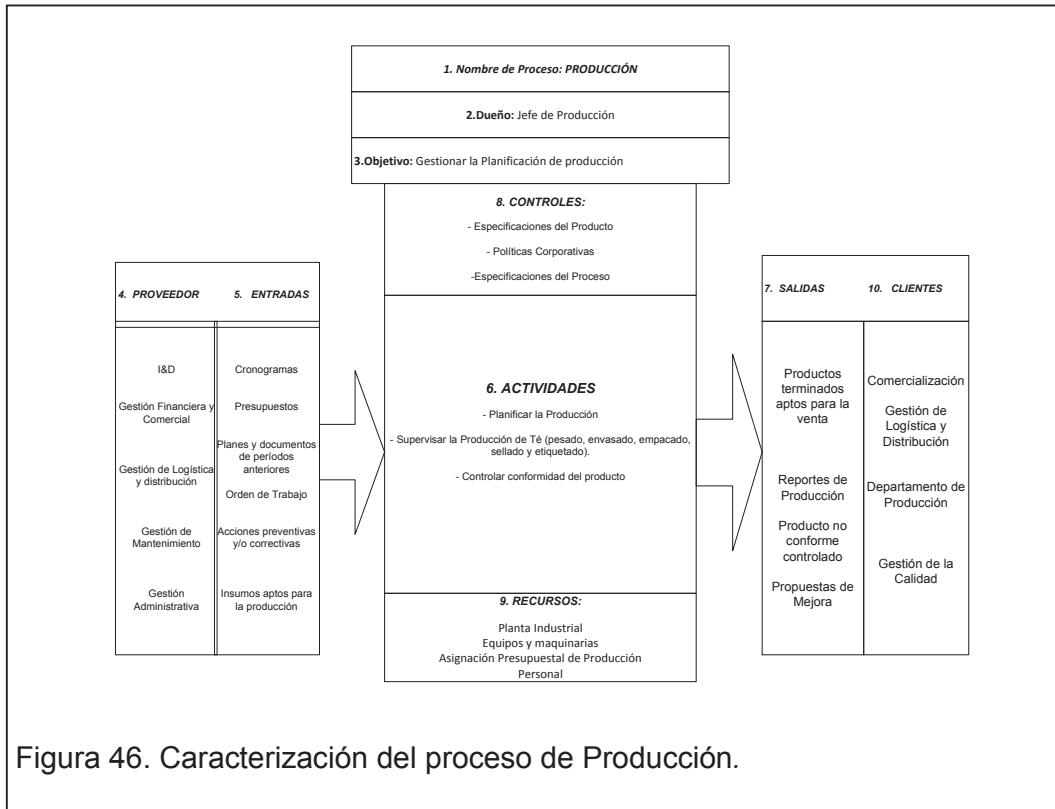 1. Nombre de Proceso: PRODUCCIÓN
2.Dueño: Jefe de Producción
3.Objetivo: Gestionar la Planificación de producción
8. CONTROLES:
- Especificaciones del Producto
- Políticas Corporativas
-Especificaciones del Proceso
4. PROVEEDOR
I&D
Gestión Financiera y
Comercial
Gestión de Logística
y distribución
Gestión de
Mantenimiento
Gestión
Administrativa
5. ENTRADAS
Cronogramas
Presupuestos
Planes y documentos
de períodos
anteriores
Orden de Trabajo
Acciones preventivas
y/o correctivas
Insumos aptos para
la producción
6. ACTIVIDADES
- Planificar la Producción
- Supervisar la Producción de Té (pesado, envasado, empacado,
sellado y etiquetado).
- Controlar conformidad del producto
9. RECURSOS:
Planta Industrial
Equipos y maquinarias
Asignación Presupuestal de Producción
Personal
7. SALIDAS
Productos
terminados
aptos para la
venta
Reportes de
Producción
Producto no
conforme
controlado
Propuestas de
Mejora
10. CLIENTES
Comercialización
Gestión de
Logística y
Distribución
Departamento de
Producción
Gestión de la
Calidad
Figura 46. Caracterización del proceso de Producción.